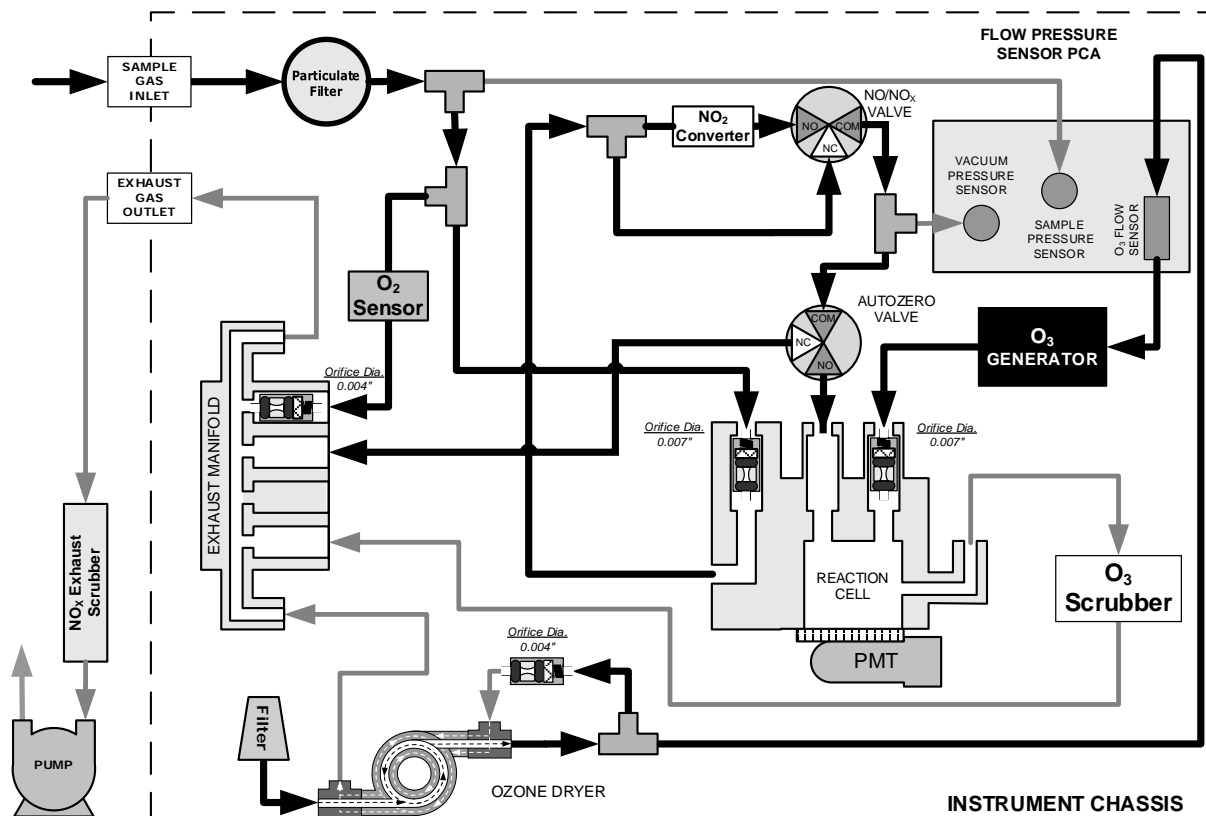 FLOW PRESSURE
SENSOR PCA
SAMPLE
GAS
INLET
Particulate
Filter
NO/NOX
VALVE
NO2
Converter
NO
COM
NC
EXHAUST
GAS
OUTLET
VACUUM
PRESSURE
SENSOR
SAMPLE
PRESSURE
SENSOR
O3 FLOW
SENSOR
O2
Sensor
AUTOZERO
VALVE
COM
NC
NO
O3
GENERATOR
Orifice Dia.
0.004"
EXHAUST MANIFOLD
Orifice Dia.
0.007"
Orifice Dia.
0.007"
NOX Exhaust
Scrubber
REACTION
CELL
O3
Scrubber
Orifice Dia.
0.004"
PMT
Filter
PUMP
OZONE DRYER
INSTRUMENT CHASSIS